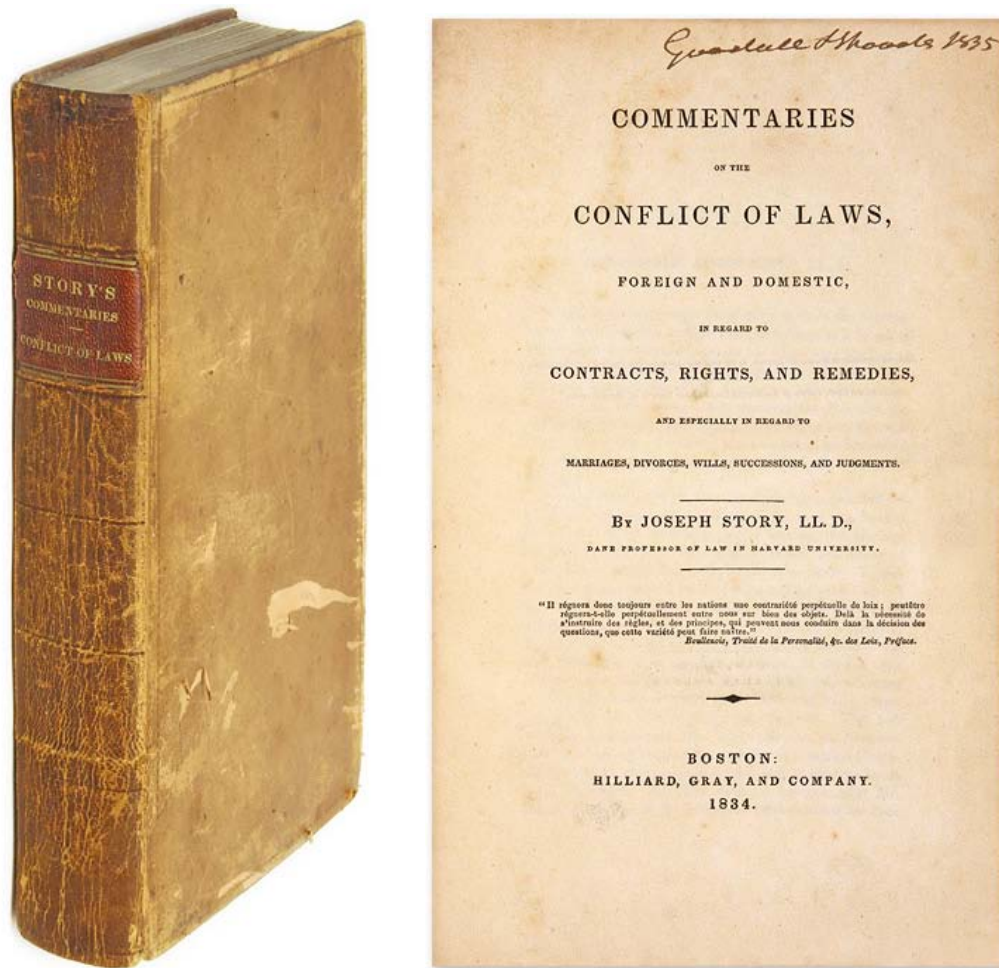 STORY'S
COMMENTARIES
CONFLICT OF LAWS
1835
COMMENTARIES
ON THE
CONFLICT OF LAWS,
FOREIGN AND DOMESTIC,
IN REGARD TO
CONTRACTS, RIGHTS, AND REMEDIES,
AND ESPECIALLY IN REGARD TO
MARRIAGES, DIVORCES, WILLS, SUCCESSIONS, AND JUDGMENTS.
By JOSEPH STORY, LL. D.,
DANE PROFESSOR OF LAW IN HARVARD UNIVERSITY.
"Il régnera donc toujours entre les nations une contrariété perpétuelle de loix; peutêtre
régnera-t-elle perpétuellement entre nous sur bien des objets. Delà la nécessité de
s'instruire des règles, et des principes, qui peuvent nous conduire dans la décision des
questions, que cette variété peut faire naître."
Boullenois, Traité de la Personalité, &c. des Loix, Préface.
BOSTON:
HILLIARD, GRAY, AND COMPANY.
1834.